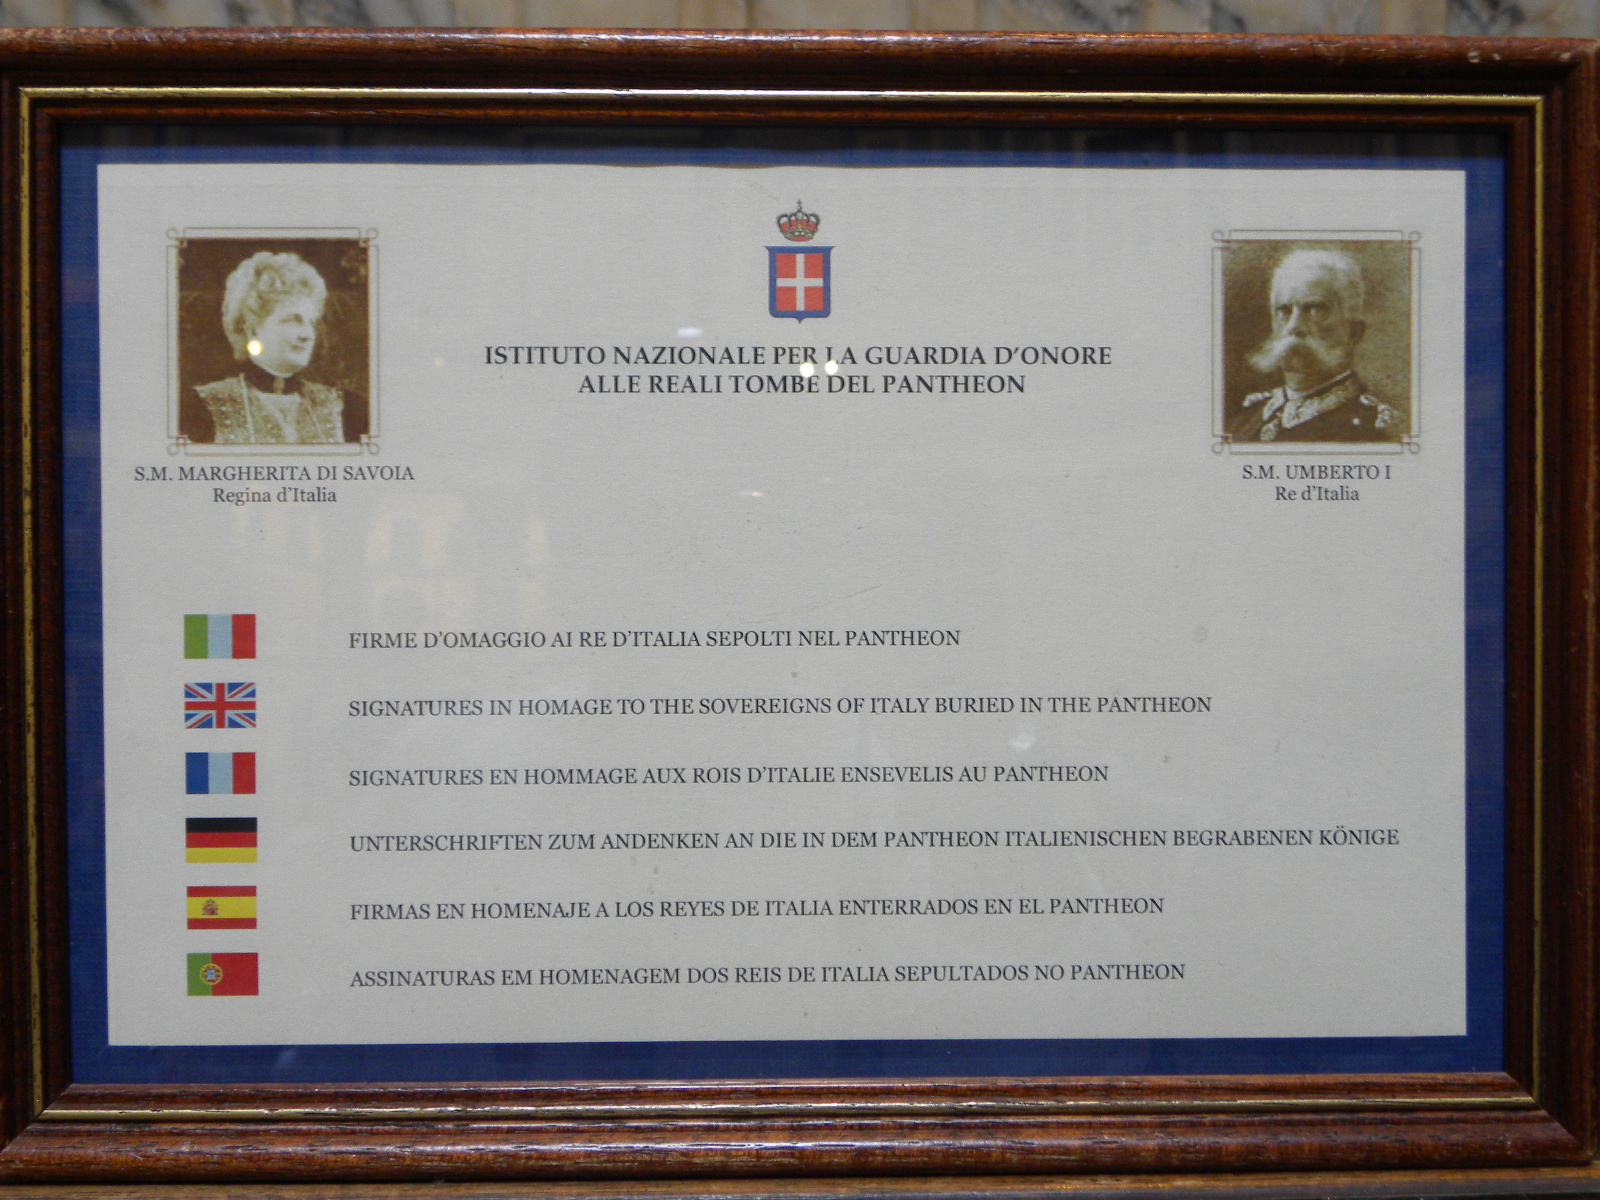 ISTITUTO NAZIONALE PER LA GUARDIA D'ONORE
ALLE REALI TOMBE DEL PANTHEON
S.M. MARGHERITA DI SAVOIA
Regina d'Italia
S.M. UMBERTO I
Re d'Italia
FIRME D'OMAGGIO AI RE D'ITALIA SEPOLTI NEL PANTHEON
SIGNATURES IN HOMAGE TO THE SOVEREIGNS OF ITALY BURIED IN THE PANTHEON
SIGNATURES EN HOMMAGE AUX ROIS D'ITALIE ENSEVELIS AU PANTHEON
UNTERSCHRIFTEN ZUM ANDENKEN AN DIE IN DEM PANTHEON ITALIENISCHEN BEGRABENEN KÖNIGE
FIRMAS EN HOMENAJE A LOS REYES DE ITALIA ENTERRADOS EN EL PANTHEON
ASSINATURAS EM HOMENAGEM DOS REIS DE ITALIA SEPULTADOS NO PANTHEON